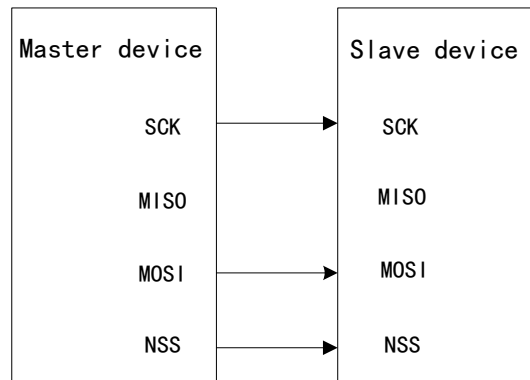 Master device
Slave device
SCK
SCK
MISO
MISO
MOSI
MOSI
NSS
NSS